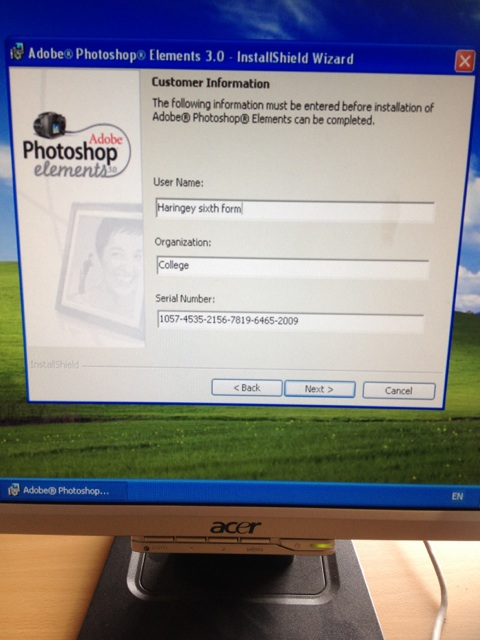 Adobe® Photoshop® Elements 3.0 - InstallShield Wizard
Customer Information
The following information must be entered before installation of
Adobe® Photoshop® Elements can be completed.
Adobe
Photoshop
elements 3.0
User Name:
Haringey sixth form
Organization:
College
Serial Number:
1057-4535-2156-7819-6465-2009
InstallShield
< Back
Next >
Cancel
Adobe® Photoshop...
EN
acer